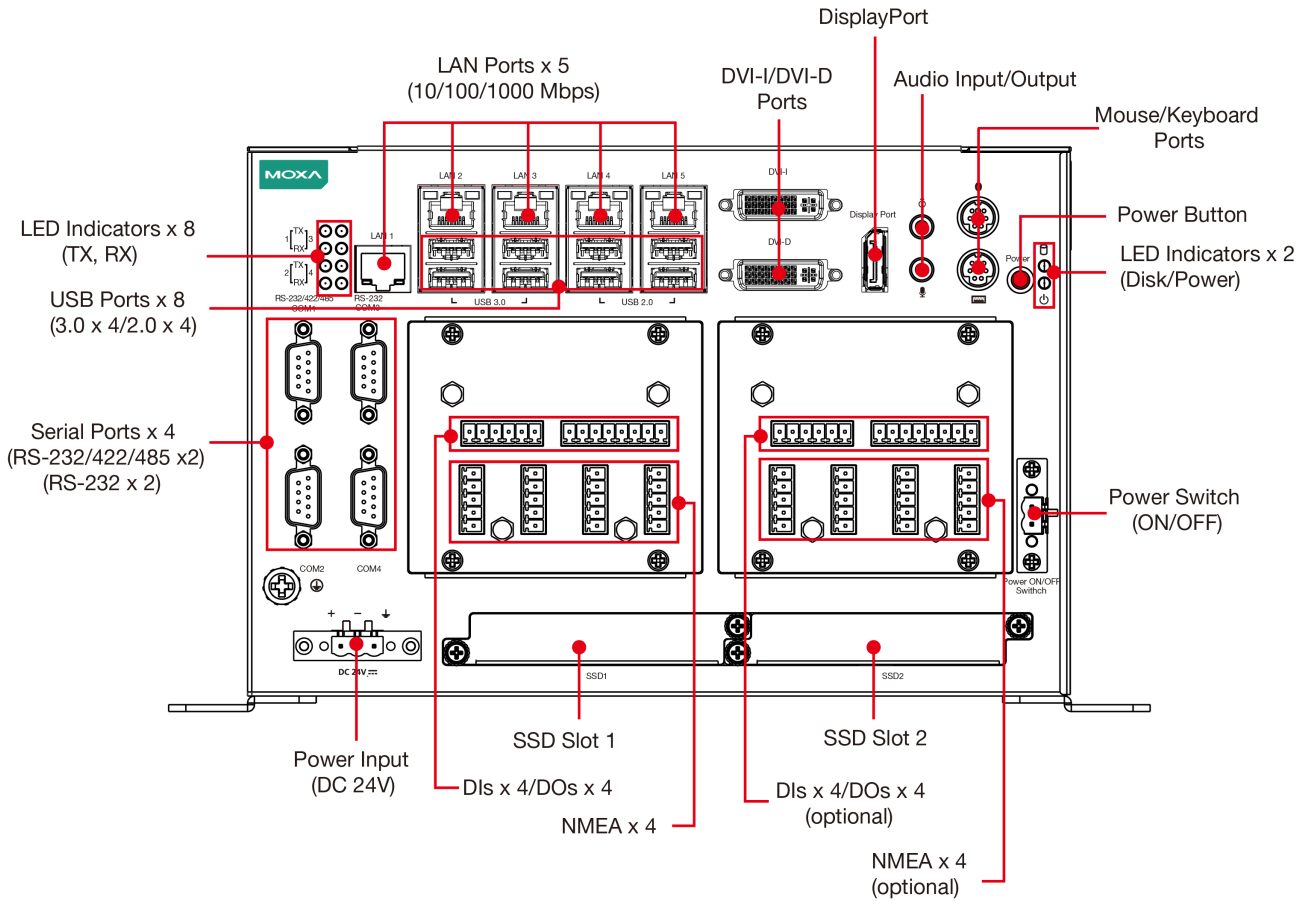 DisplayPort
LAN Ports x 5
(10/100/1000 Mbps)
DVI-I/DVI-D
Ports
Audio Input/Output
Mouse/Keyboard
Ports
MOXA
LAN 2
LAN 3
LAN 4
LAN 5
DVI-I
Display Port
Power Button
LED Indicators x 8
(TX, RX)
1
TX
RX
3
2
TX
RX
4
LAN 1
DVI-D
Power
LED Indicators x 2
(Disk/Power)
USB Ports x 8
(3.0 x 4/2.0 x 4)
RS-232/422/485
COM1
RS-232
COM3
USB 3.0
USB 2.0
Serial Ports x 4
(RS-232/422/485 x2)
(RS-232 x 2)
Power Switch
(ON/OFF)
COM2
COM4
Power ON/OFF
Swithch
+
–
DC 24V
SSD1
SSD2
Power Input
(DC 24V)
SSD Slot 1
SSD Slot 2
DIs x 4/DOs x 4
NMEA x 4
DIs x 4/DOs x 4
(optional)
NMEA x 4
(optional)